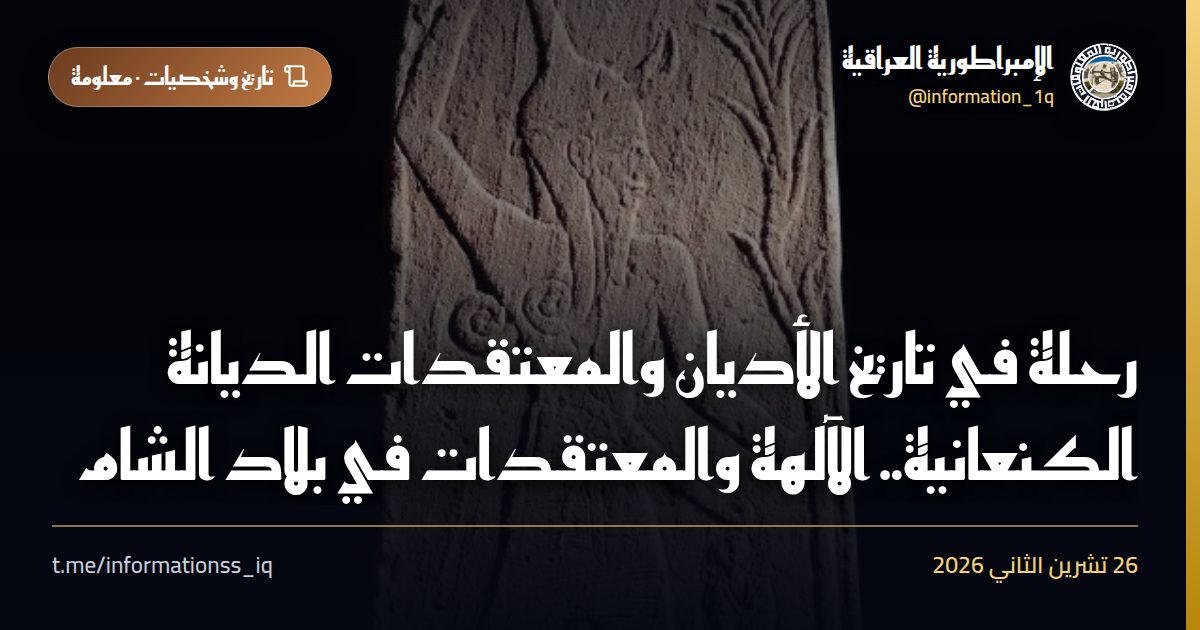 الإمبراطورية العراقية
@information_1q
تاريخ وشخصيات · معلومة
رحلة في تاريخ الأديان والمعتقدات الديانة
الكنعانية.. الآلهة والمعتقدات في بلاد الشام
26 تشرين الثاني 2026
t.me/informationss_iq